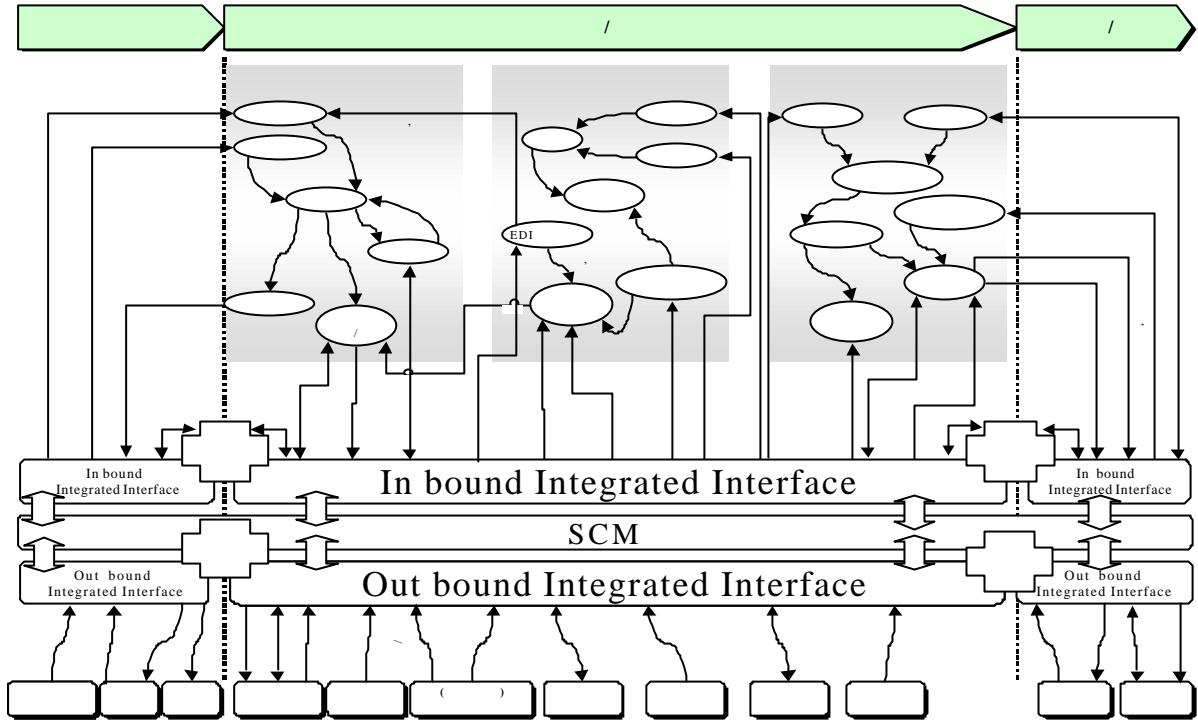 /
/
EDI
/
In bound
Integrated Interface
In bound Integrated Interface
In bound
Integrated Interface
SCM
Out bound
Integrated Interface
Out bound Integrated Interface
Out bound
Integrated Interface
( )